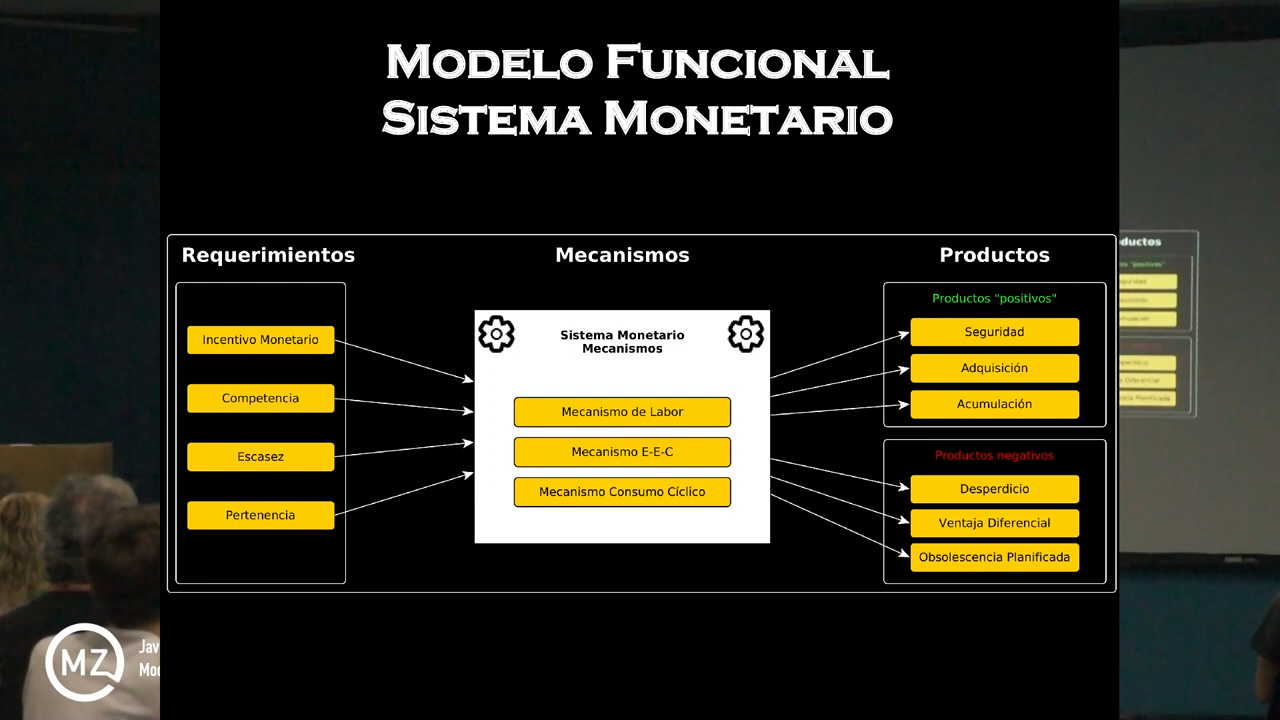 MODELO FUNCIONAL
SISTEMA MONETARIO
Requerimientos
Mecanismos
Productos
Incentivo Monetario
Competencia
Escasez
Pertenencia
Sistema Monetario
Mecanismos
Mecanismo de Labor
Mecanismo E-E-C
Mecanismo Consumo Cíclico
Productos "positivos"
Seguridad
Adquisición
Acumulación
Productos negativos
Desperdicio
Ventaja Diferencial
Obsolescencia Planificada
MZ